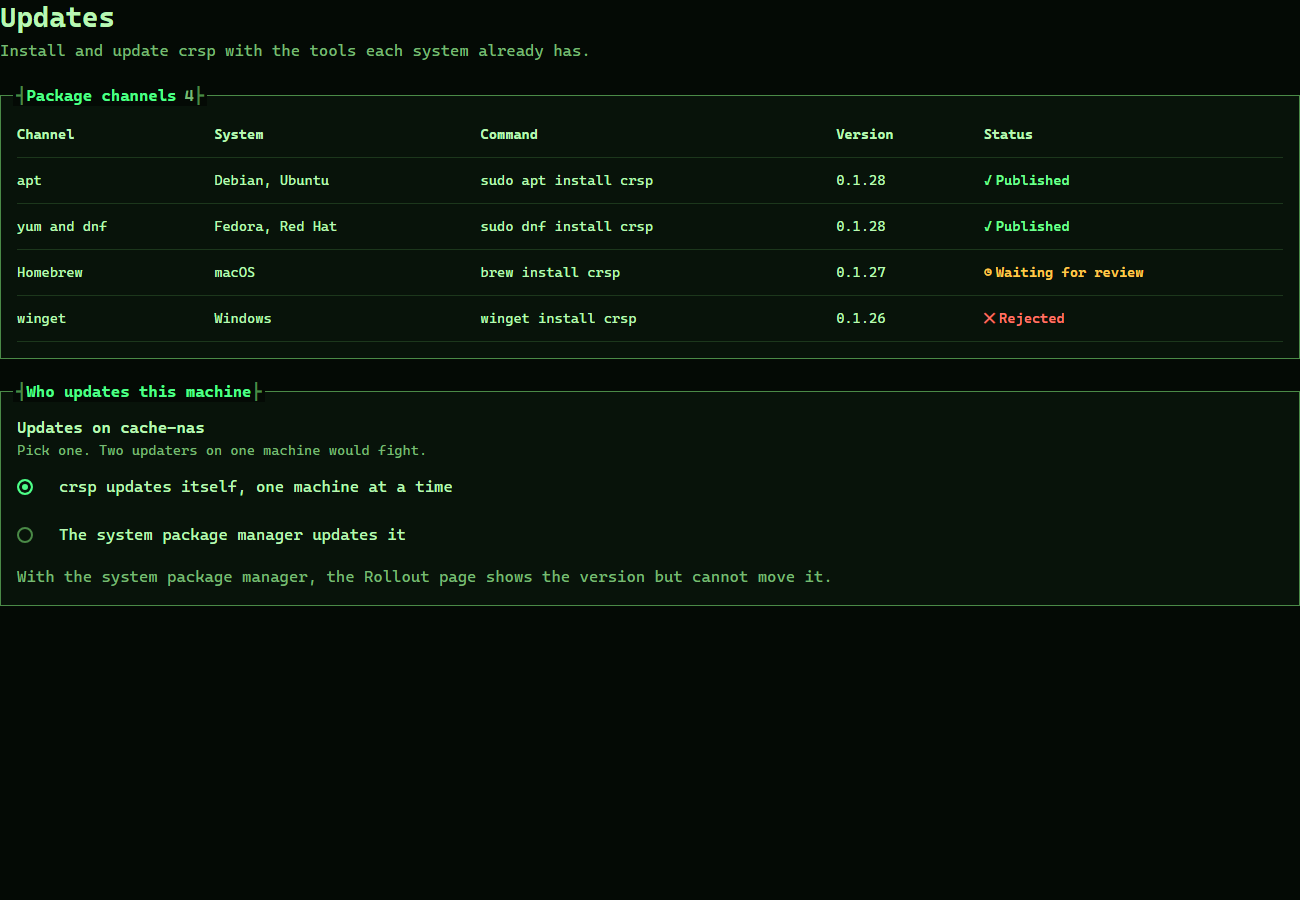 Updates
Install and update crsp with the tools each system already has.
Package channels 4
Channel System Command Version Status
apt Debian, Ubuntu sudo apt install crsp 0.1.28 ✓ Published
yum and dnf Fedora, Red Hat sudo dnf install crsp 0.1.28 ✓ Published
Homebrew macOS brew install crsp 0.1.27 Waiting for review
winget Windows winget install crsp 0.1.26 ✕ Rejected
Who updates this machine
Updates on cache-nas
Pick one. Two updaters on one machine would fight.
crsp updates itself, one machine at a time
The system package manager updates it
With the system package manager, the Rollout page shows the version but cannot move it.